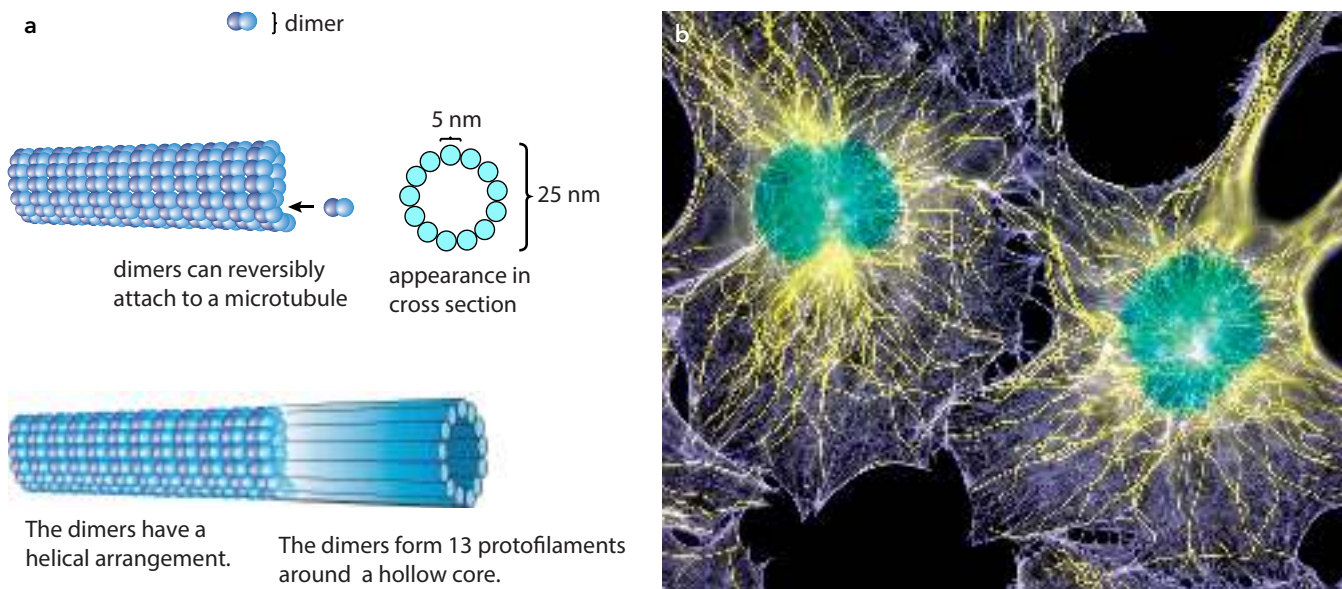 a
} dimer
5 nm
25 nm
dimers can reversibly
attach to a microtubule
appearance in
cross section
The dimers have a
helical arrangement.
The dimers form 13 protofilaments
around a hollow core.
b